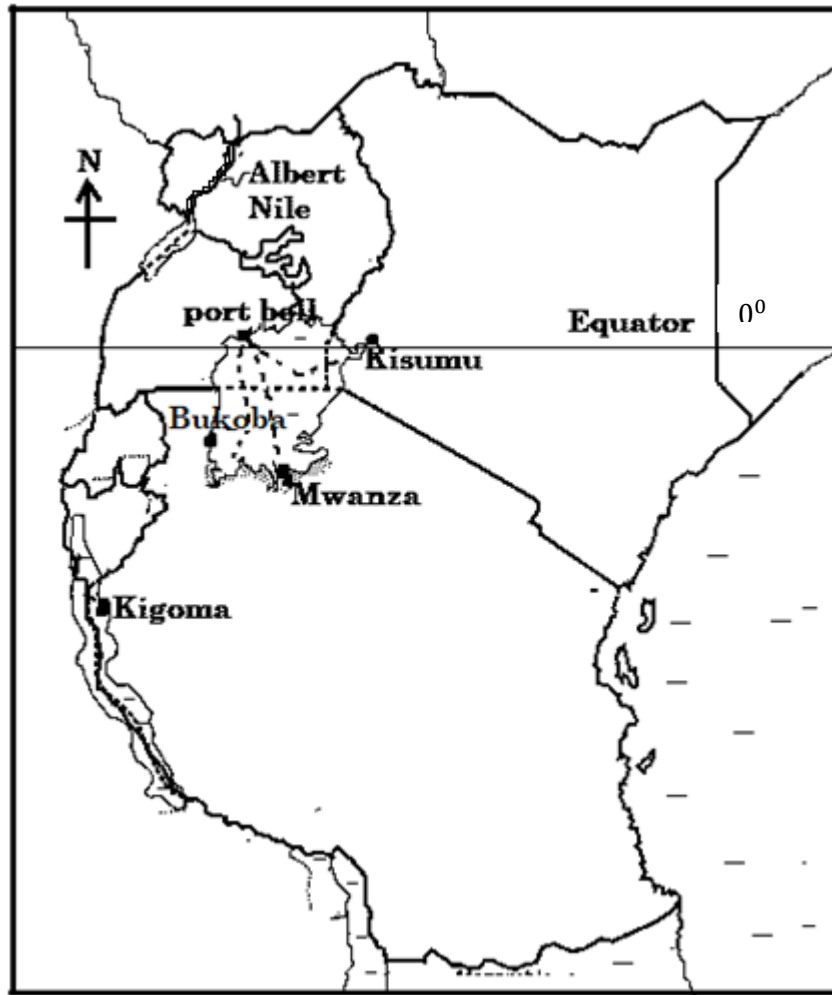 N
Albert
Nile
port bell
Equator
0⁰
Kisumu
Bukoba
Mwanza
Kigoma